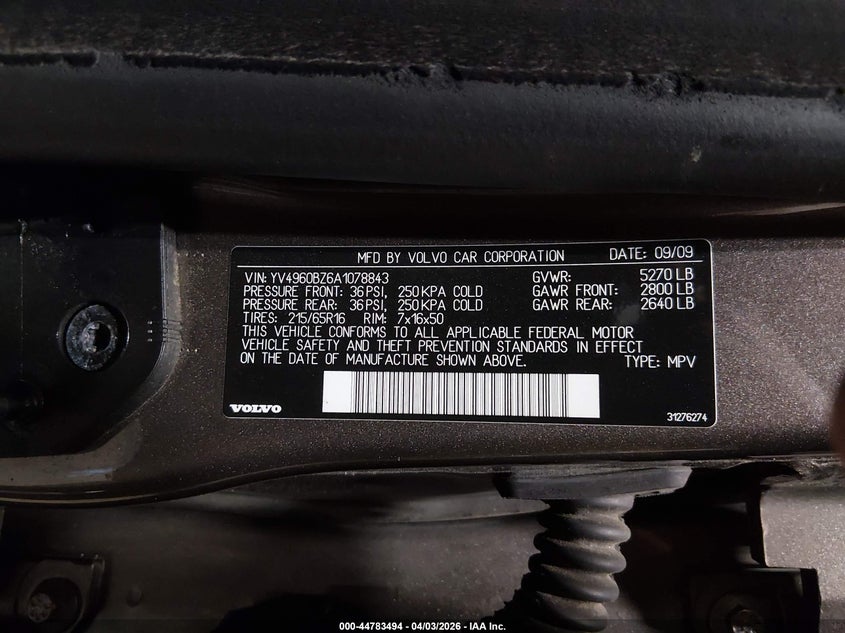 MFD BY VOLVO CAR CORPORATION DATE: 09/09
VIN: YV4960BZ6A1078843 GVWR: 5270 LB
PRESSURE FRONT: 36 PSI, 250 KPA COLD GAWR FRONT: 2800 LB
PRESSURE REAR: 36 PSI, 250 KPA COLD GAWR REAR: 2640 LB
TIRES: 215/65R16 RIM: 7x16x50
THIS VEHICLE CONFORMS TO ALL APPLICABLE FEDERAL MOTOR
VEHICLE SAFETY AND THEFT PREVENTION STANDARDS IN EFFECT
ON THE DATE OF MANUFACTURE SHOWN ABOVE. TYPE: MPV
VOLVO 31276274
000-44783494 - 04/03/2026 - IAA Inc.